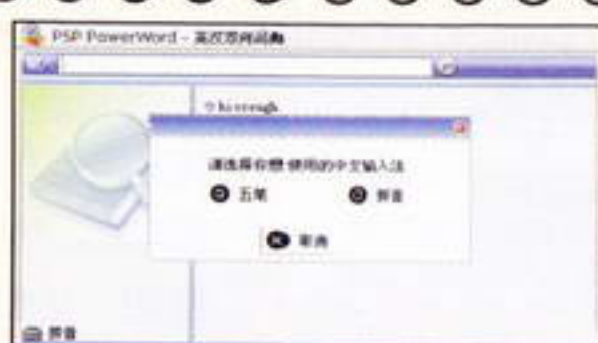 PSP PowerWord - 英汉双向词典
hiccough
请选择你想使用的中文输入法
五笔 拼音
取消
拼音